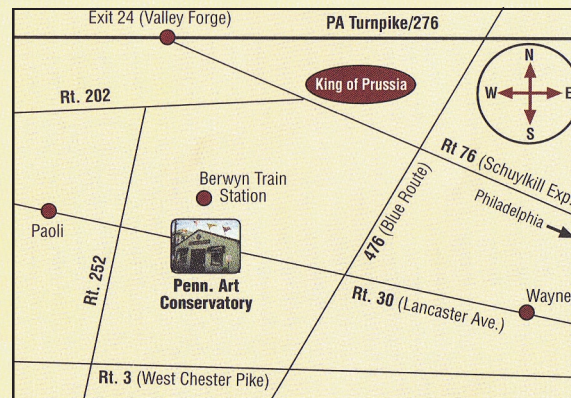 Exit 24 (Valley Forge)
PA Turnpike/276
King of Prussia
N
W E
S
Rt. 202
Rt 76 (Schuylkill Exp.
Berwyn Train
Station
Philadelphia
476 (Blue Route)
Paoli
Rt. 252
Penn. Art
Conservatory
Rt. 30 (Lancaster Ave.)
Wayne
Rt. 3 (West Chester Pike)